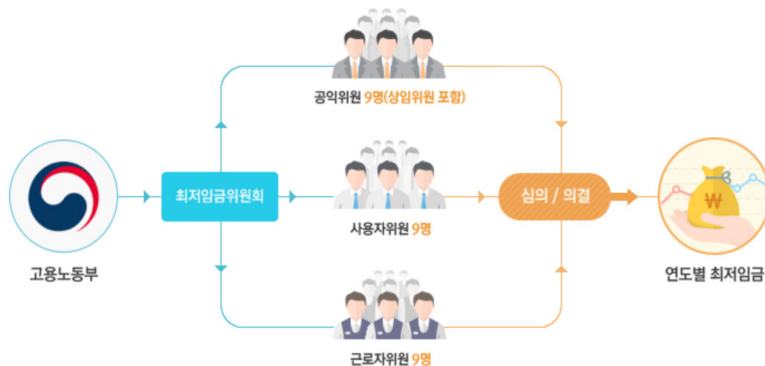 공익위원 9명(상임위원 포함)
고용노동부
최저임금위원회
사용자위원 9명
심의 / 의결
₩
연도별 최저임금
근로자위원 9명